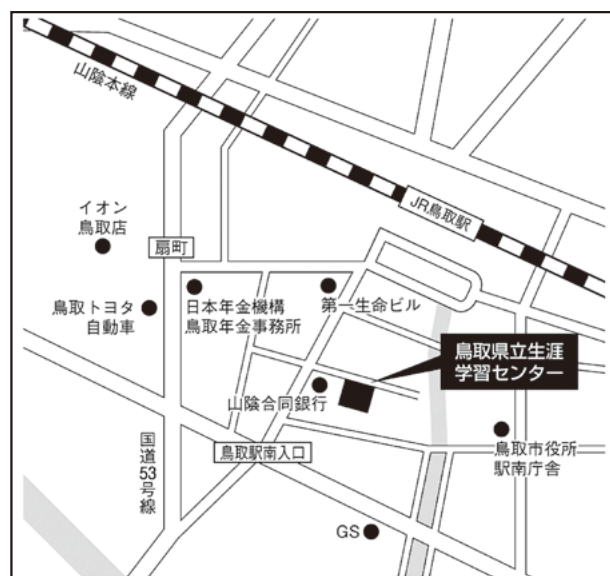 山陰本線
JR鳥取駅
イオン
鳥取店
扇町
鳥取トヨタ
自動車
日本年金機構
鳥取年金事務所
第一生命ビル
鳥取県立生涯
学習センター
山陰合同銀行
鳥取市役所
駅南庁舎
鳥取駅南入口
国道53号線
GS